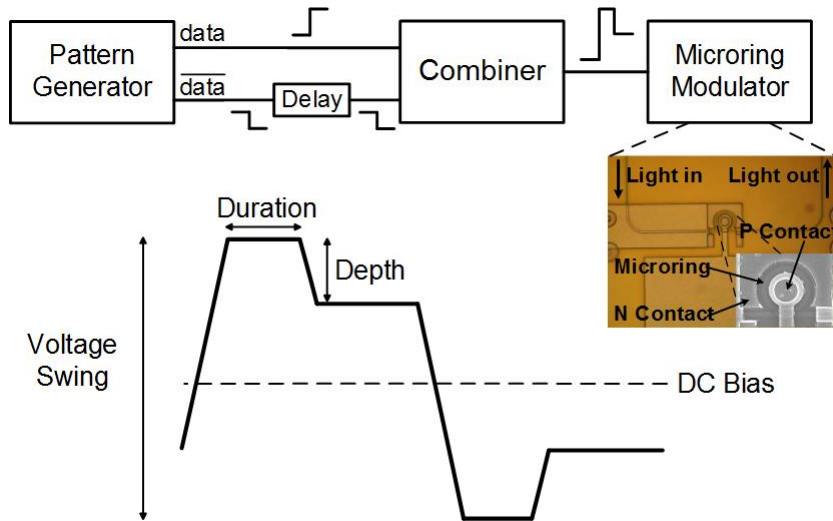 Pattern
Generator
data
data
Delay
Combiner
Microring
Modulator
Light in
Light out
P Contact
Microring
N Contact
Duration
Depth
Voltage
Swing
DC Bias